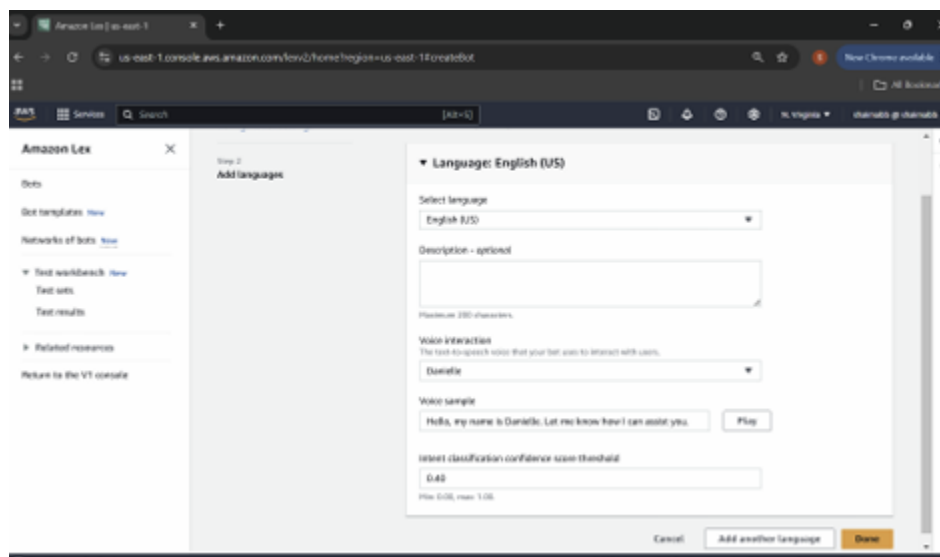 Amazon Lex | us-east-1
us-east-1.console.aws.amazon.com/lexv2/home?region=us-east-1#createBot
New Chrome available
All Bookmar
aws
Services
Search
[Alt+S]
N. Virginia
Amazon Lex
Bots
Bot templates New
Networks of bots New
Test workbench New
Test sets
Test results
Related resources
Return to the V1 console
Step 2
Add languages
Language: English (US)
Select language
English (US)
Description - optional
Maximum 200 characters.
Voice interaction
The text-to-speech voice that your bot uses to interact with users.
Danielle
Voice sample
Hello, my name is Danielle. Let me know how I can assist you.
Play
Intent classification confidence score threshold
0.40
Min: 0.00, max: 1.00
Cancel
Add another language
Done